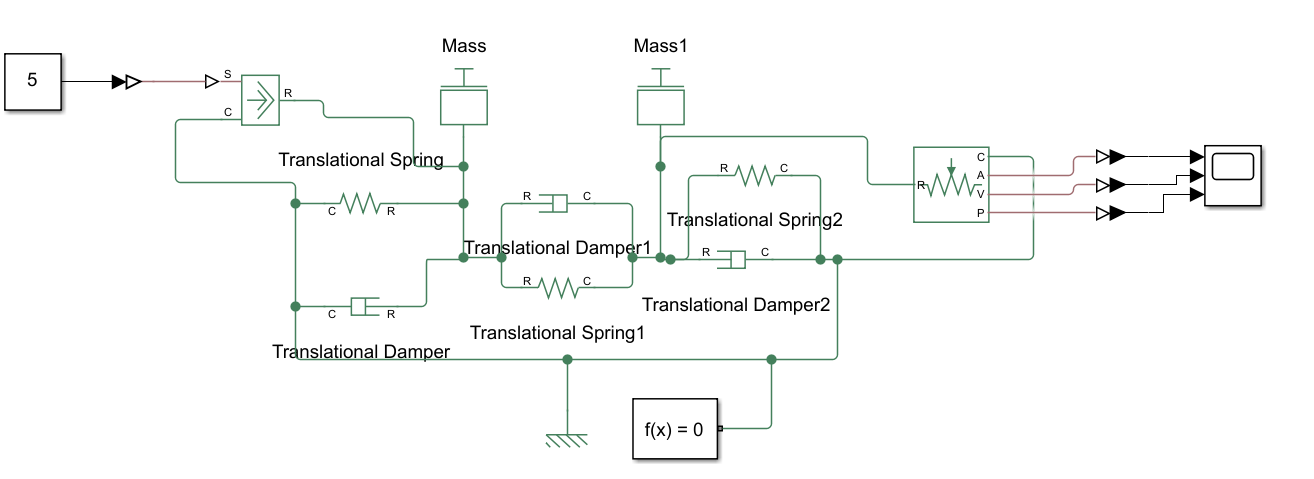 Mass
Mass1
5
S
C
R
Translational Spring
C
R
R
C
Translational Damper1
R
C
Translational Spring1
C
R
Translational Damper
R
C
Translational Spring2
R
C
Translational Damper2
R
C
A
V
P
f(x) = 0